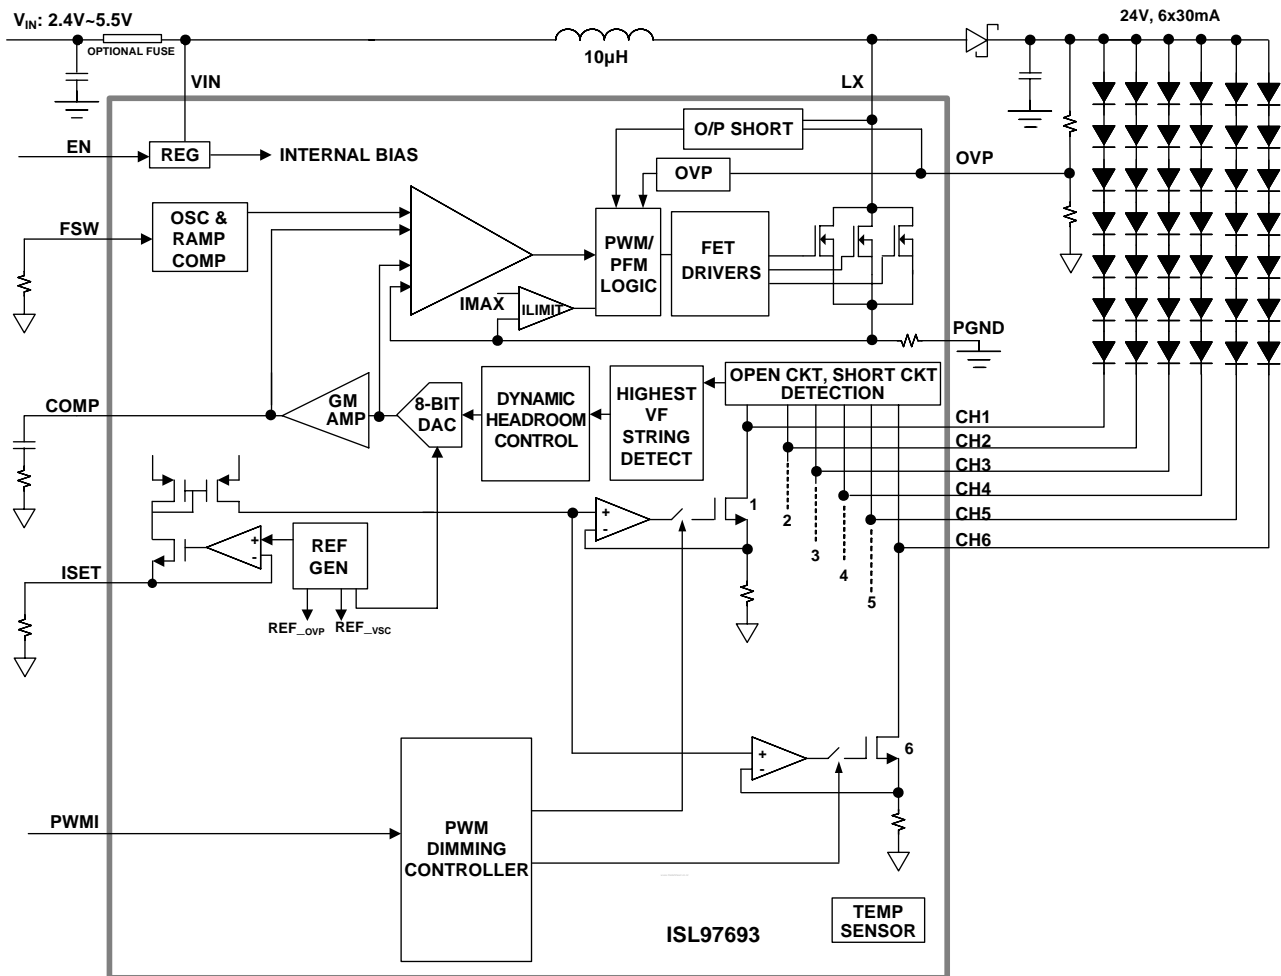 VIN: 2.4V~5.5V
24V, 6x30mA
OPTIONAL FUSE
10µH
VIN
LX
O/P SHORT
EN
REG
INTERNAL BIAS
OVP
OVP
FSW
OSC &
RAMP
COMP
PWM/
PFM
LOGIC
FET
DRIVERS
IMAX
ILIMIT
PGND
COMP
GM
AMP
8-BIT
DAC
DYNAMIC
HEADROOM
CONTROL
HIGHEST
VF
STRING
DETECT
OPEN CKT, SHORT CKT
DETECTION
CH1
CH2
CH3
CH4
CH5
CH6
1
2
3
4
5
+
-
+
-
REF
GEN
ISET
REF_OVP
REF_VSC
+
-
6
PWMI
PWM
DIMMING
CONTROLLER
TEMP
SENSOR
ISL97693